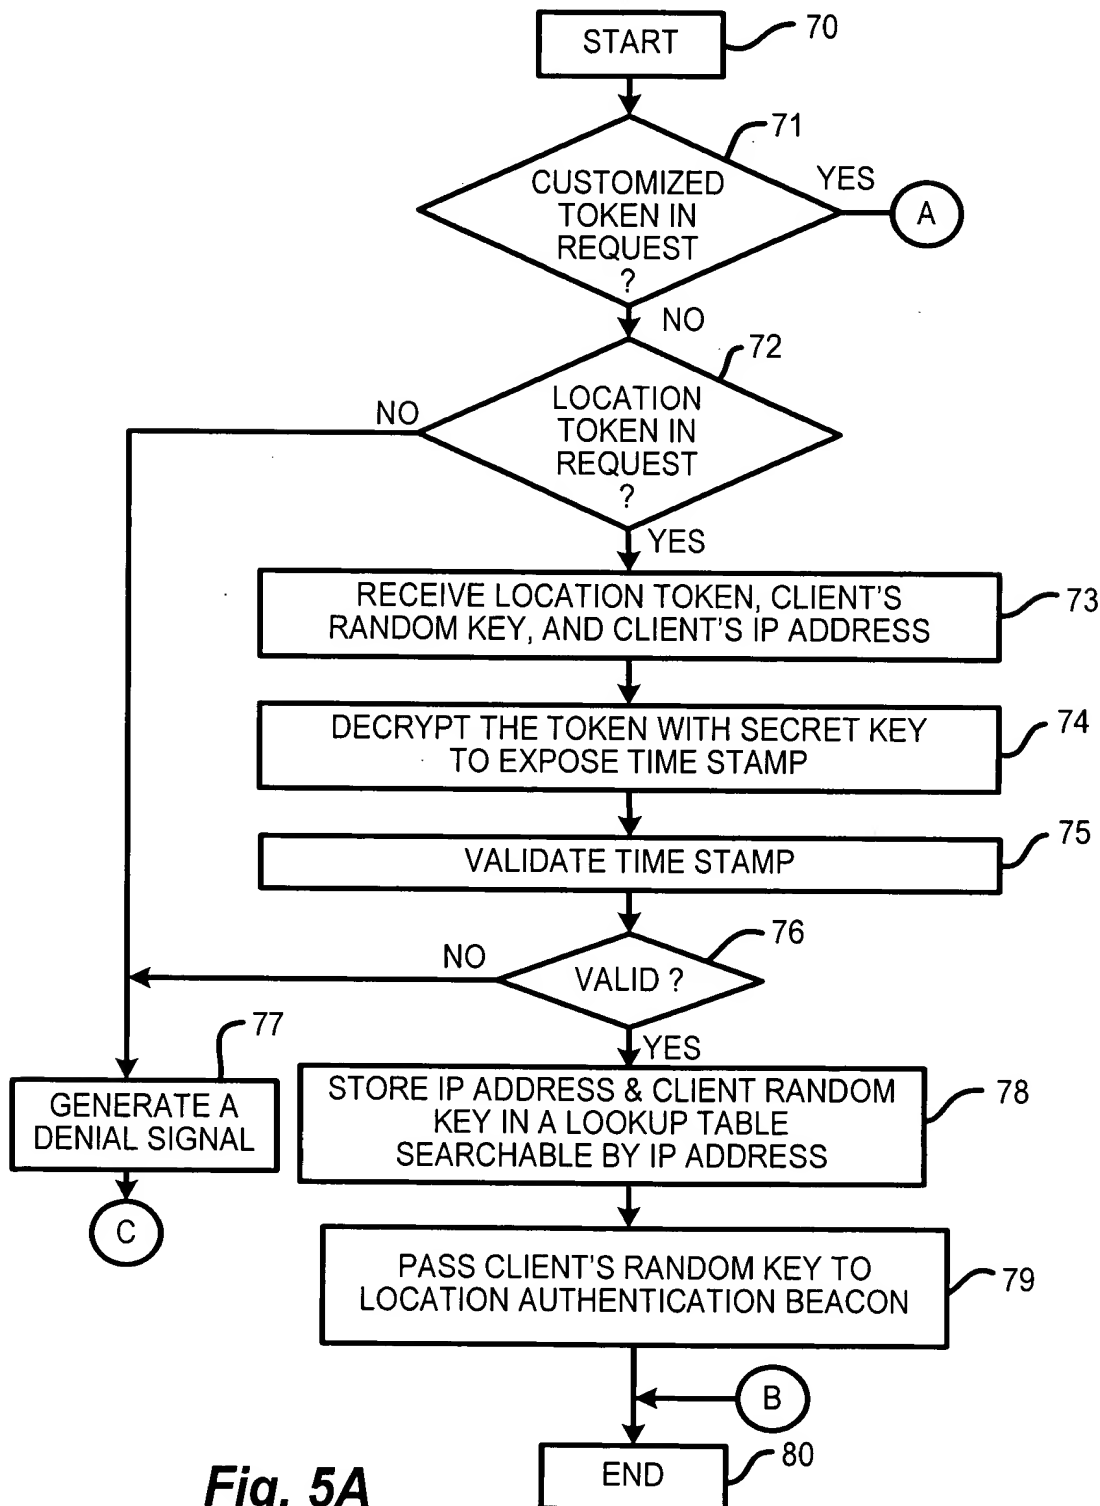 START
70
71
CUSTOMIZED
TOKEN IN
REQUEST
?
YES
A
NO
72
LOCATION
TOKEN IN
REQUEST
?
NO
YES
RECEIVE LOCATION TOKEN, CLIENT'S
RANDOM KEY, AND CLIENT'S IP ADDRESS
73
DECRYPT THE TOKEN WITH SECRET KEY
TO EXPOSE TIME STAMP
74
VALIDATE TIME STAMP
75
76
VALID ?
NO
YES
77
GENERATE A
DENIAL SIGNAL
C
STORE IP ADDRESS & CLIENT RANDOM
KEY IN A LOOKUP TABLE
SEARCHABLE BY IP ADDRESS
78
PASS CLIENT'S RANDOM KEY TO
LOCATION AUTHENTICATION BEACON
79
B
END
80
Fig. 5A